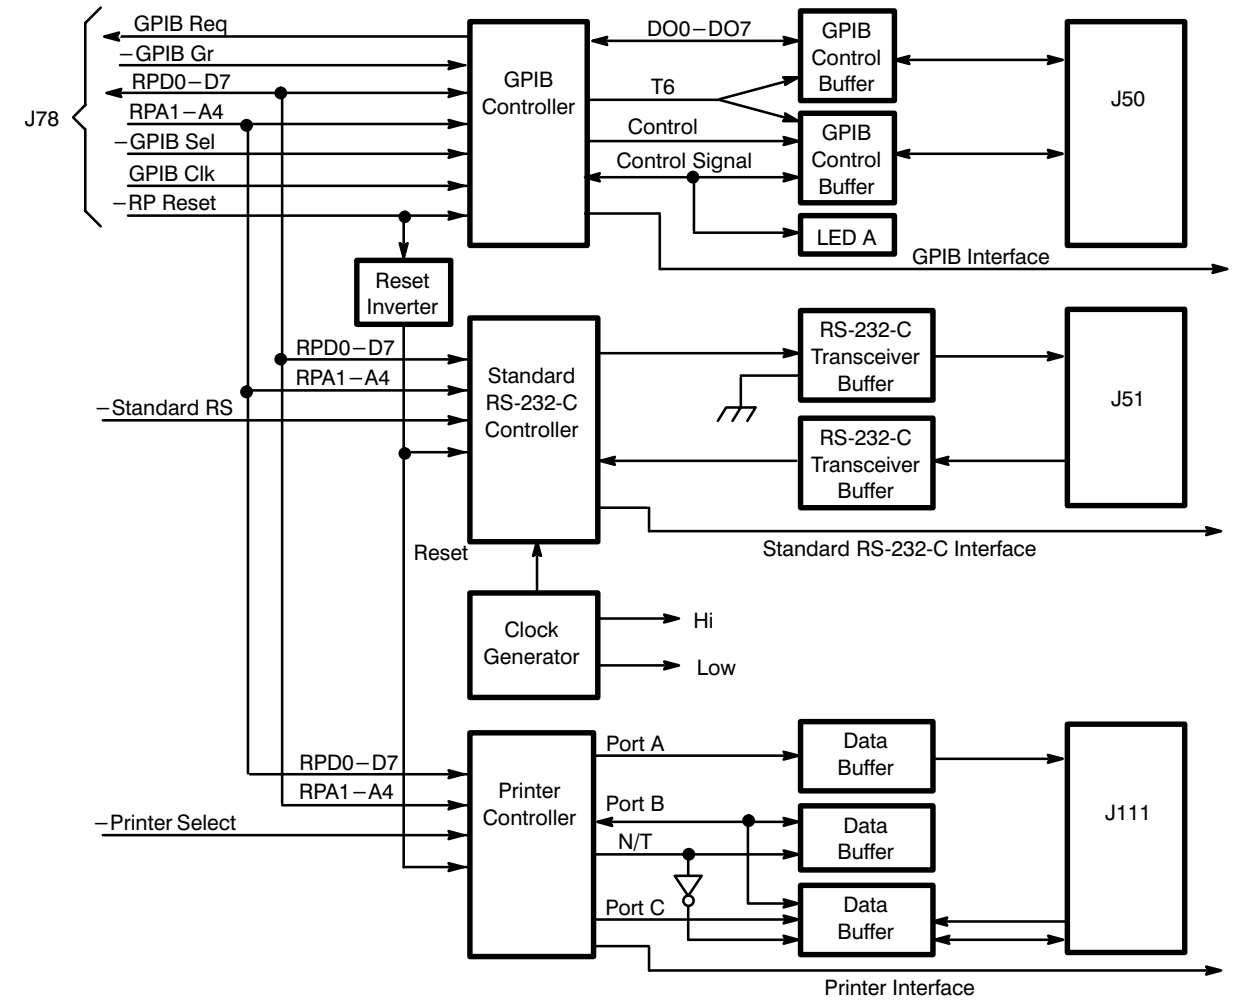 GPIB Req
−GPIB Gr
RPD0−D7
RPA1−A4
−GPIB Sel
GPIB Clk
−RP Reset
J78
GPIB
Controller
DO0−DO7
T6
Control
Control Signal
GPIB
Control
Buffer
GPIB
Control
Buffer
LED A
J50
GPIB Interface
Reset
Inverter
RPD0−D7
RPA1−A4
−Standard RS
Standard
RS-232-C
Controller
RS-232-C
Transceiver
Buffer
RS-232-C
Transceiver
Buffer
J51
Reset
Standard RS-232-C Interface
Clock
Generator
Hi
Low
RPD0−D7
RPA1−A4
−Printer Select
Printer
Controller
Port A
Port B
N/T
Port C
Data
Buffer
Data
Buffer
Data
Buffer
J111
Printer Interface